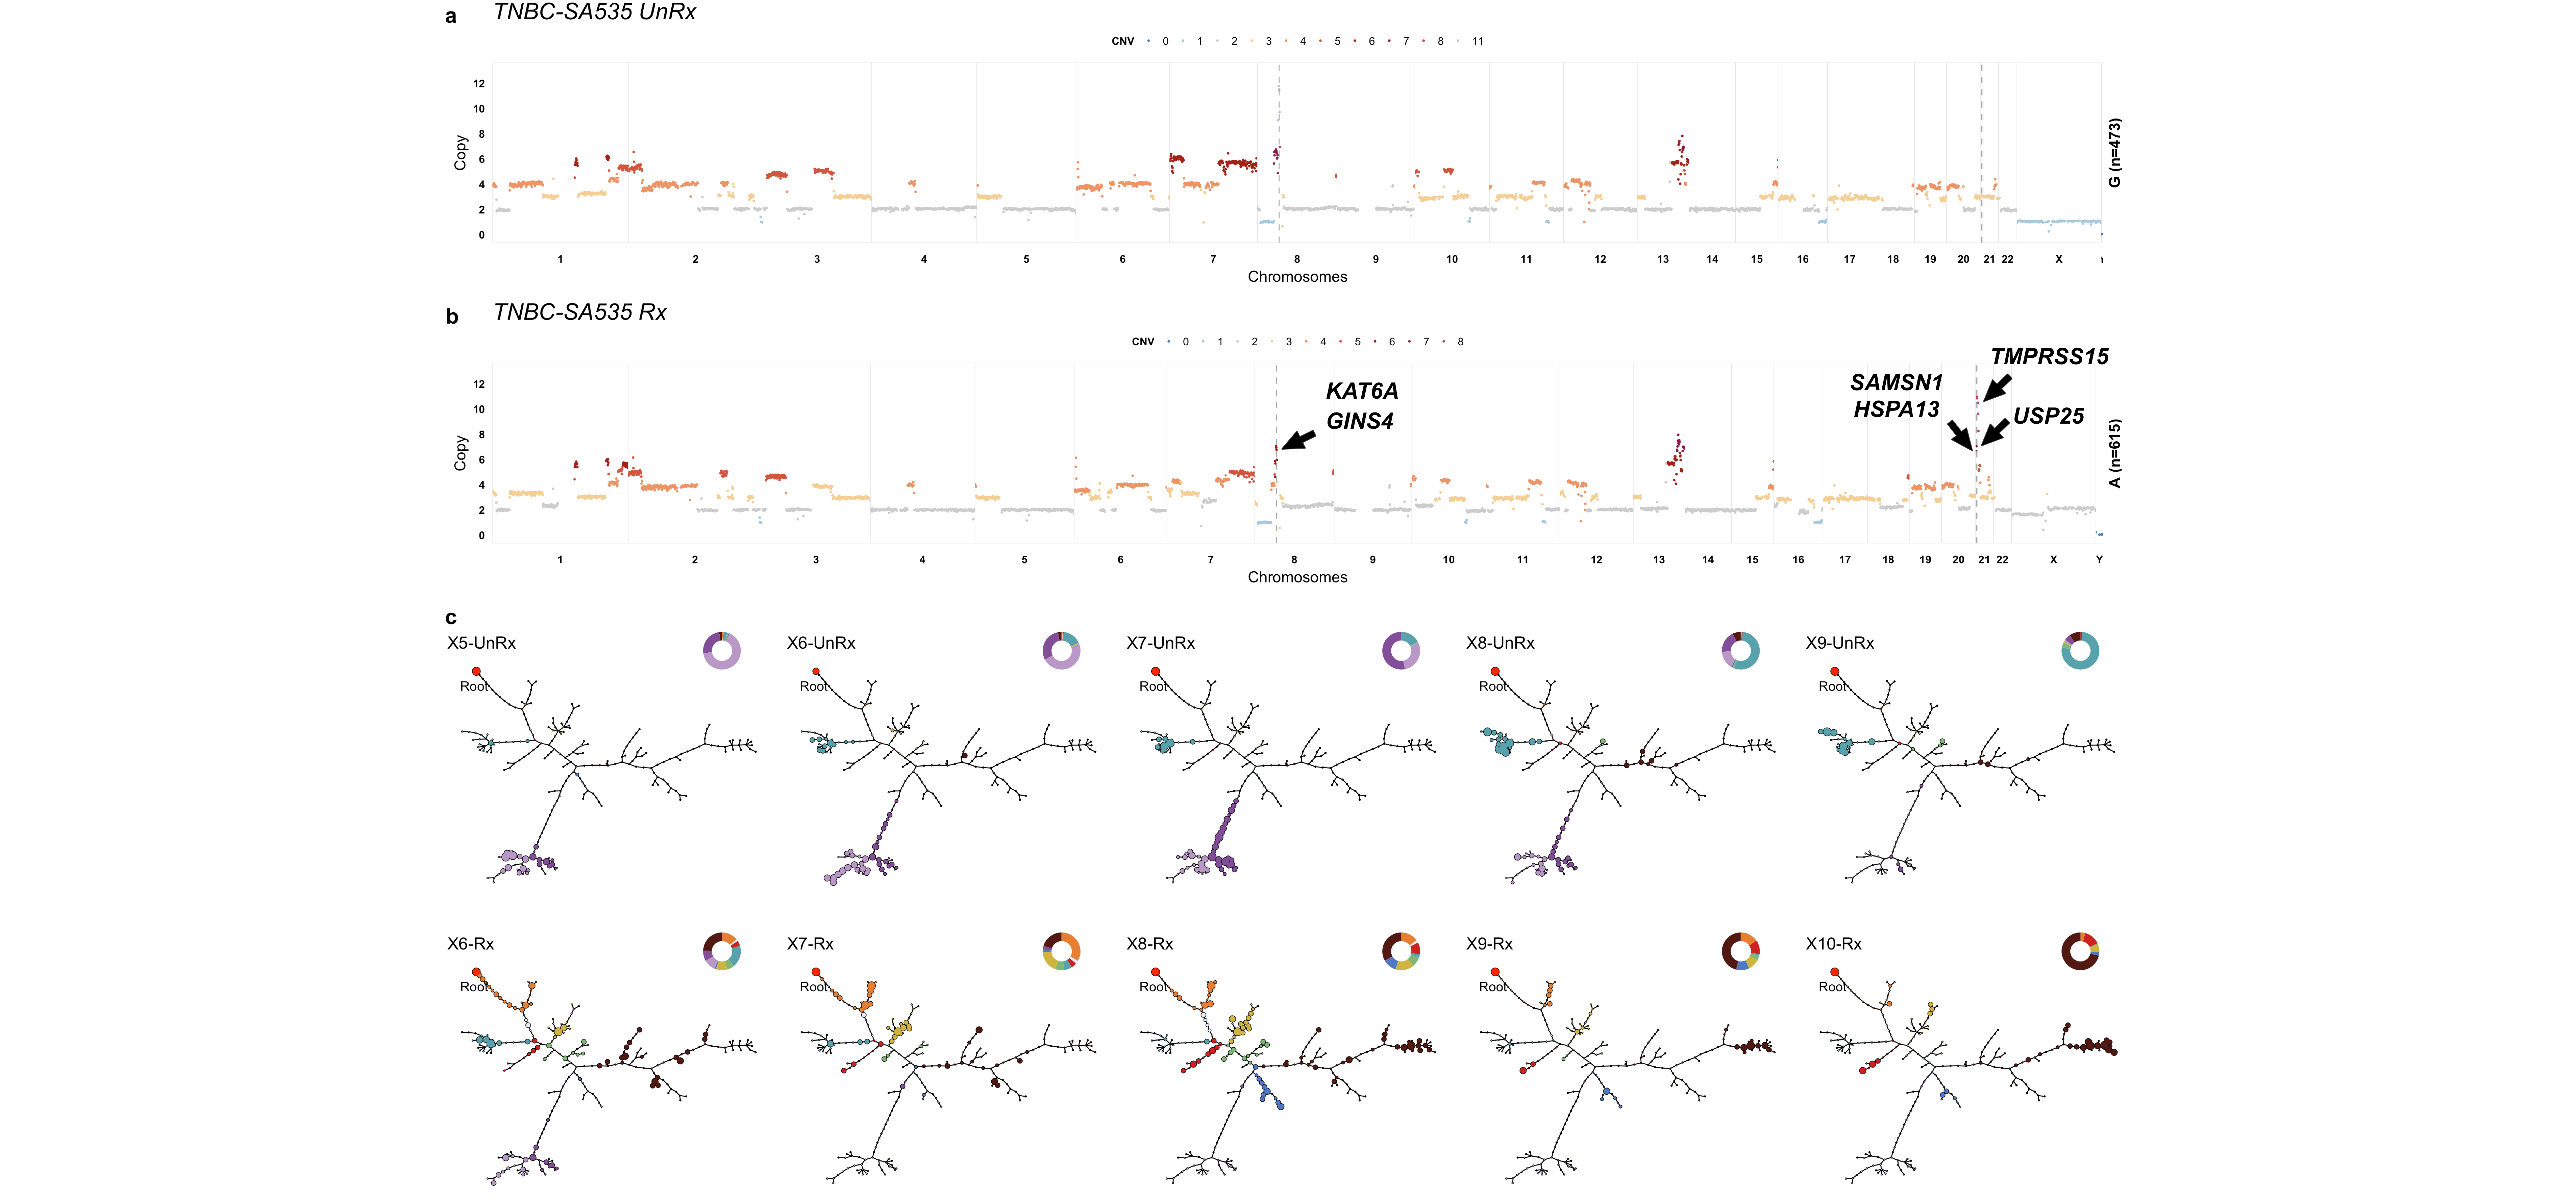 a TNBC-SA535 UnRx
CNV 0 1 2 3 4 5 6 7 8 11
12
10
8
6
4
2
0
Copy
G (n=473)
1 2 3 4 5 6 7 8 9 10 11 12 13 14 15 16 17 18 19 20 21 22 X
Chromosomes
b TNBC-SA535 Rx
CNV 0 1 2 3 4 5 6 7 8
TMPRSS15
SAMSN1
HSPA13
USP25
KAT6A
GINS4
12
10
8
6
4
2
0
Copy
A (n=615)
1 2 3 4 5 6 7 8 9 10 11 12 13 14 15 16 17 18 19 20 21 22 X Y
Chromosomes
c
X5-UnRx X6-UnRx X7-UnRx X8-UnRx X9-UnRx
Root Root Root Root Root
X6-Rx X7-Rx X8-Rx X9-Rx X10-Rx
Root Root Root Root Root